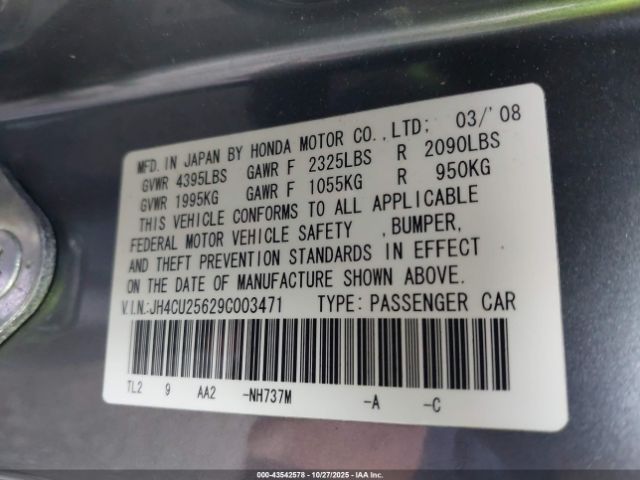 MFD. IN JAPAN BY HONDA MOTOR CO.,LTD; 03/'08
GVWR 4395LBS GAWR F 2325LBS R 2090LBS
GVWR 1995KG GAWR F 1055KG R 950KG
THIS VEHICLE CONFORMS TO ALL APPLICABLE
FEDERAL MOTOR VEHICLE SAFETY ,BUMPER,
AND THEFT PREVENTION STANDARDS IN EFFECT
ON THE DATE OF MANUFACTURE SHOWN ABOVE.
V.I.N.:JH4CU25629C003471 TYPE: PASSENGER CAR
TL2 9 AA2 -NH737M -A -C
000-43542578 | 10/27/2025 | IAA, Inc.